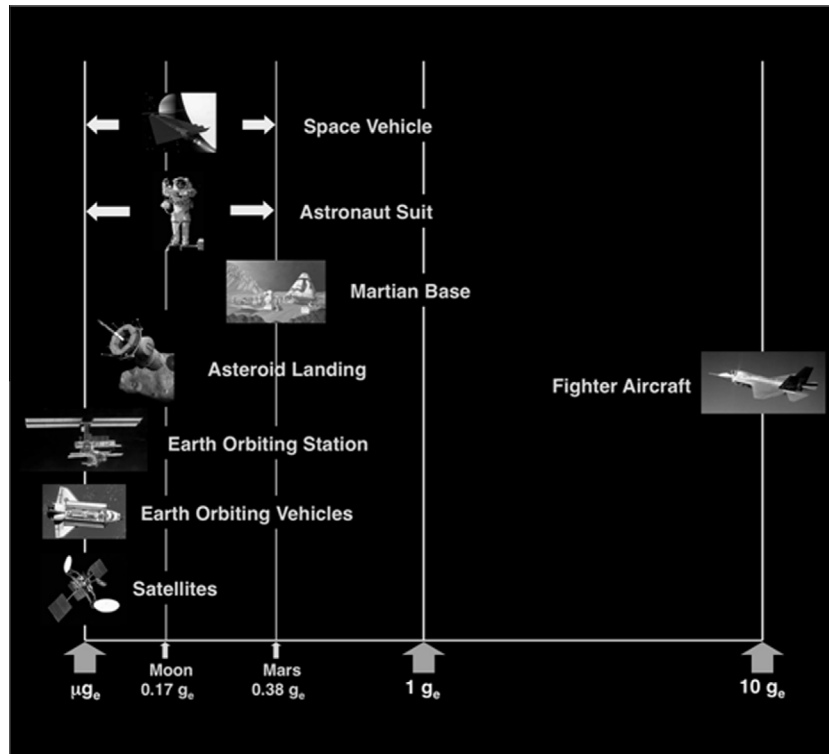 Space Vehicle
Astronaut Suit
Martian Base
Asteroid Landing
Fighter Aircraft
Earth Orbiting Station
Earth Orbiting Vehicles
Satellites
μgₑ
Moon
0.17 gₑ
Mars
0.38 gₑ
1 gₑ
10 gₑ